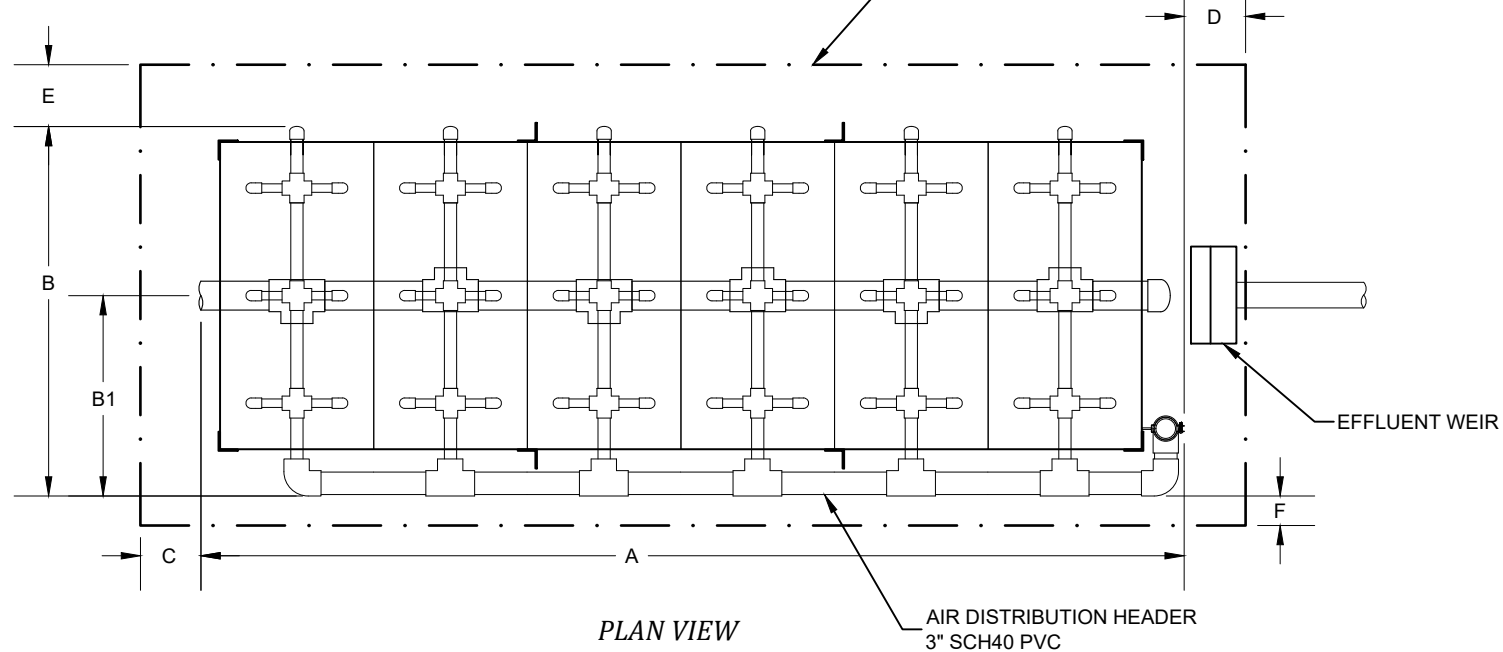 D
E
B
B1
EFFLUENT WEIR
F
C
A
AIR DISTRIBUTION HEADER
3" SCH40 PVC
PLAN VIEW